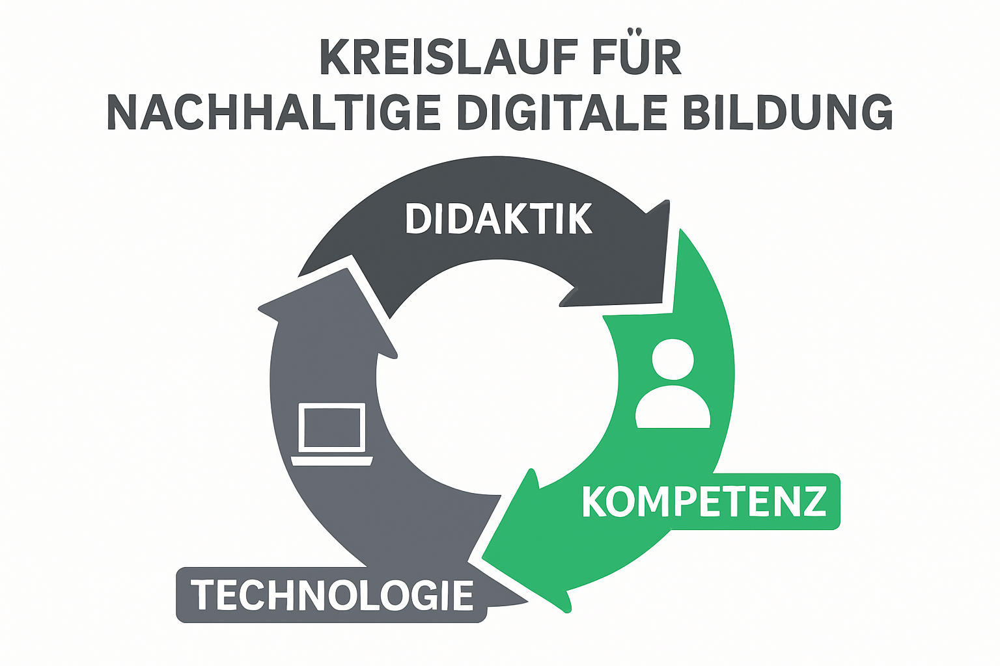 KREISLAUF FÜR
NACHHALTIGE DIGITALE BILDUNG
DIDAKTIK
KOMPETENZ
TECHNOLOGIE